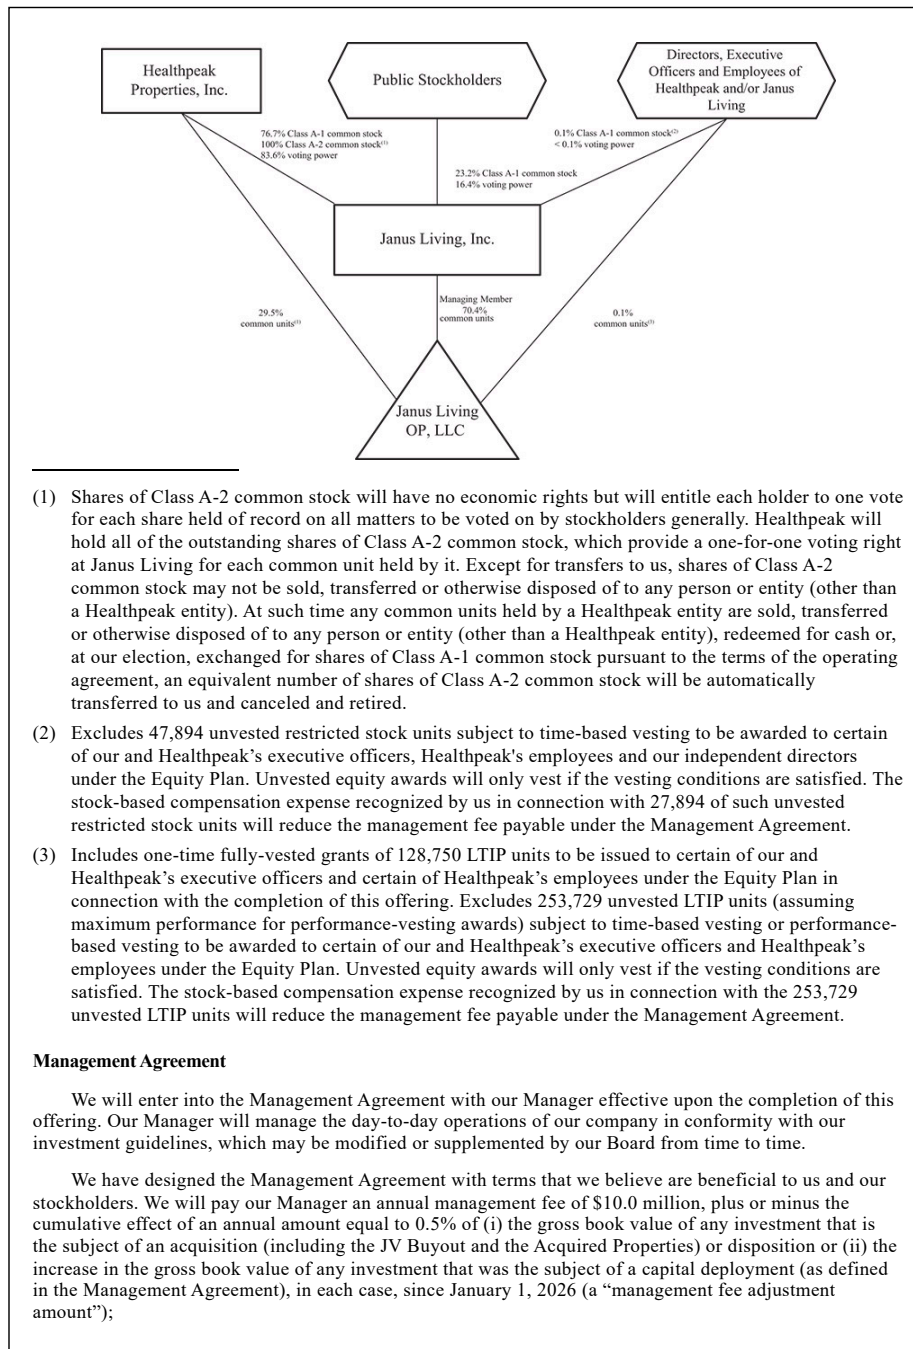 Healthpeak
Properties, Inc.
Public Stockholders
Directors, Executive
Officers and Employees of
Healthpeak and/or Janus
Living
76.7% Class A-1 common stock
100% Class A-2 common stock(1)
83.6% voting power
0.1% Class A-1 common stock(2)
< 0.1% voting power
23.2% Class A-1 common stock
16.4% voting power
Janus Living, Inc.
29.5%
common units(3)
Managing Member
70.4%
common units
0.1%
common units(3)
Janus Living
OP, LLC
(1) Shares of Class A-2 common stock will have no economic rights but will entitle each holder to one vote
for each share held of record on all matters to be voted on by stockholders generally. Healthpeak will
hold all of the outstanding shares of Class A-2 common stock, which provide a one-for-one voting right
at Janus Living for each common unit held by it. Except for transfers to us, shares of Class A-2
common stock may not be sold, transferred or otherwise disposed of to any person or entity (other than
a Healthpeak entity). At such time any common units held by a Healthpeak entity are sold, transferred
or otherwise disposed of to any person or entity (other than a Healthpeak entity), redeemed for cash or,
at our election, exchanged for shares of Class A-1 common stock pursuant to the terms of the operating
agreement, an equivalent number of shares of Class A-2 common stock will be automatically
transferred to us and canceled and retired.
(2) Excludes 47,894 unvested restricted stock units subject to time-based vesting to be awarded to certain
of our and Healthpeak’s executive officers, Healthpeak's employees and our independent directors
under the Equity Plan. Unvested equity awards will only vest if the vesting conditions are satisfied. The
stock-based compensation expense recognized by us in connection with 27,894 of such unvested
restricted stock units will reduce the management fee payable under the Management Agreement.
(3) Includes one-time fully-vested grants of 128,750 LTIP units to be issued to certain of our and
Healthpeak’s executive officers and certain of Healthpeak’s employees under the Equity Plan in
connection with the completion of this offering. Excludes 253,729 unvested LTIP units (assuming
maximum performance for performance-vesting awards) subject to time-based vesting or performance-
based vesting to be awarded to certain of our and Healthpeak’s executive officers and Healthpeak’s
employees under the Equity Plan. Unvested equity awards will only vest if the vesting conditions are
satisfied. The stock-based compensation expense recognized by us in connection with the 253,729
unvested LTIP units will reduce the management fee payable under the Management Agreement.
Management Agreement
We will enter into the Management Agreement with our Manager effective upon the completion of this
offering. Our Manager will manage the day-to-day operations of our company in conformity with our
investment guidelines, which may be modified or supplemented by our Board from time to time.
We have designed the Management Agreement with terms that we believe are beneficial to us and our
stockholders. We will pay our Manager an annual management fee of $10.0 million, plus or minus the
cumulative effect of an annual amount equal to 0.5% of (i) the gross book value of any investment that is
the subject of an acquisition (including the JV Buyout and the Acquired Properties) or disposition or (ii) the
increase in the gross book value of any investment that was the subject of a capital deployment (as defined
in the Management Agreement), in each case, since January 1, 2026 (a “management fee adjustment
amount”);